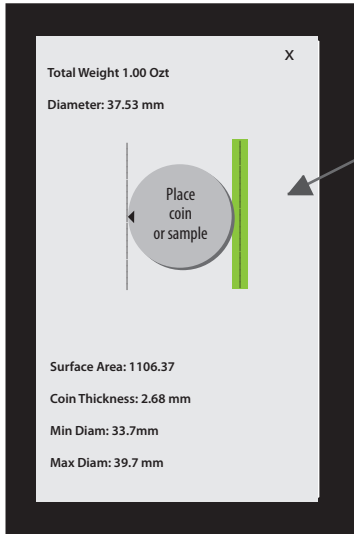 X
Total Weight 1.00 Ozt
Diameter: 37.53 mm
Place
coin
or sample
Surface Area: 1106.37
Coin Thickness: 2.68 mm
Min Diam: 33.7mm
Max Diam: 39.7 mm